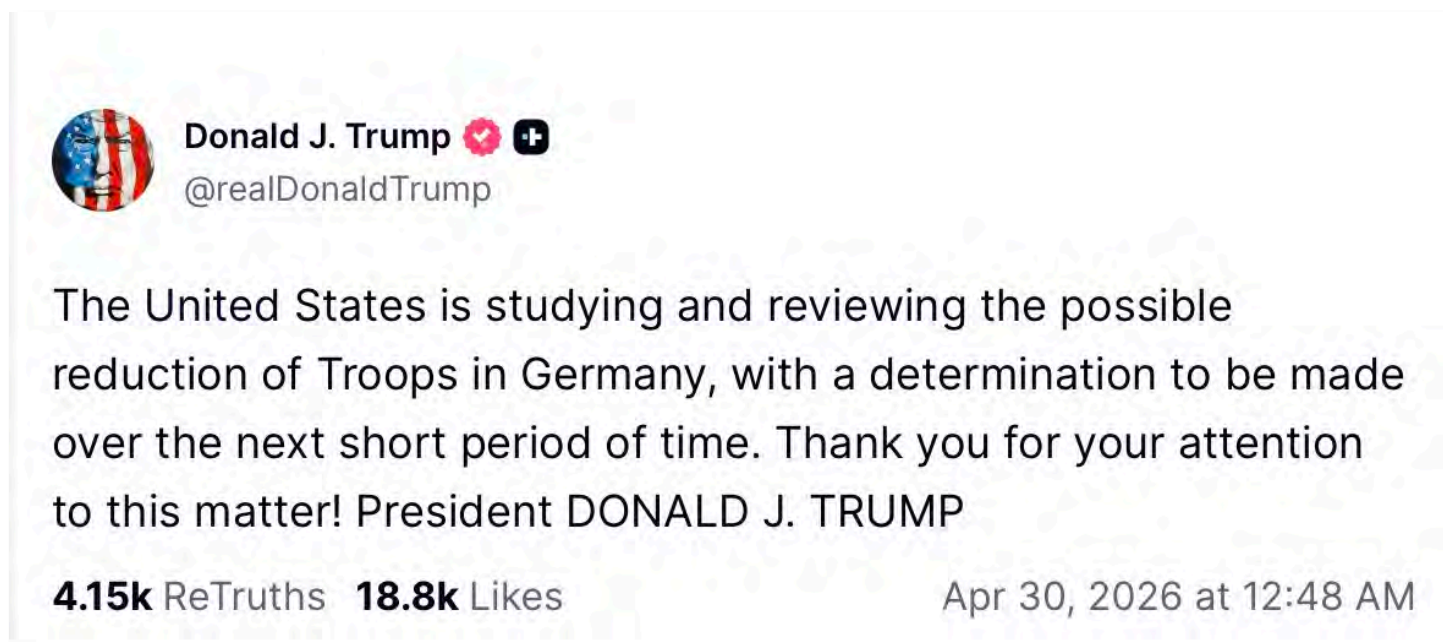 Donald J. Trump
@realDonaldTrump
The United States is studying and reviewing the possible
reduction of Troops in Germany, with a determination to be made
over the next short period of time. Thank you for your attention
to this matter! President DONALD J. TRUMP
4.15k ReTruths 18.8k Likes Apr 30, 2026 at 12:48 AM